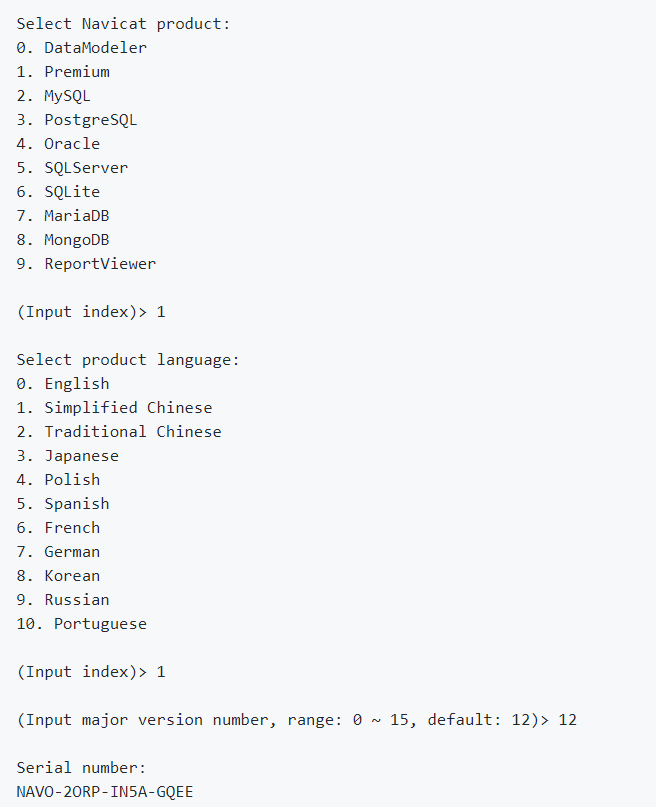 Select Navicat product:
0. DataModeler
1. Premium
2. MySQL
3. PostgreSQL
4. Oracle
5. SQLServer
6. SQLite
7. MariaDB
8. MongoDB
9. ReportViewer
(Input index)> 1
Select product language:
0. English
1. Simplified Chinese
2. Traditional Chinese
3. Japanese
4. Polish
5. Spanish
6. French
7. German
8. Korean
9. Russian
10. Portuguese
(Input index)> 1
(Input major version number, range: 0 ~ 15, default: 12)> 12
Serial number:
NAVO-2ORP-IN5A-GQEE